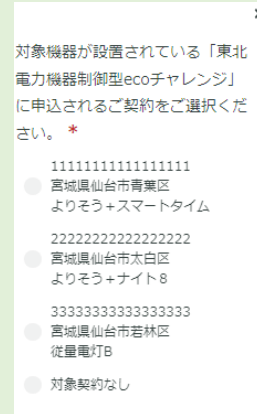 対象機器が設置されている「東北
電力機器制御型ecoチャレンジ」
に申込されるご契約をご選択くだ
さい。 *
11111111111111111
宮城県仙台市青葉区
よりそう＋スマートタイム
22222222222222222
宮城県仙台市太白区
よりそう＋ナイト８
33333333333333333
宮城県仙台市若林区
従量電灯B
対象契約なし